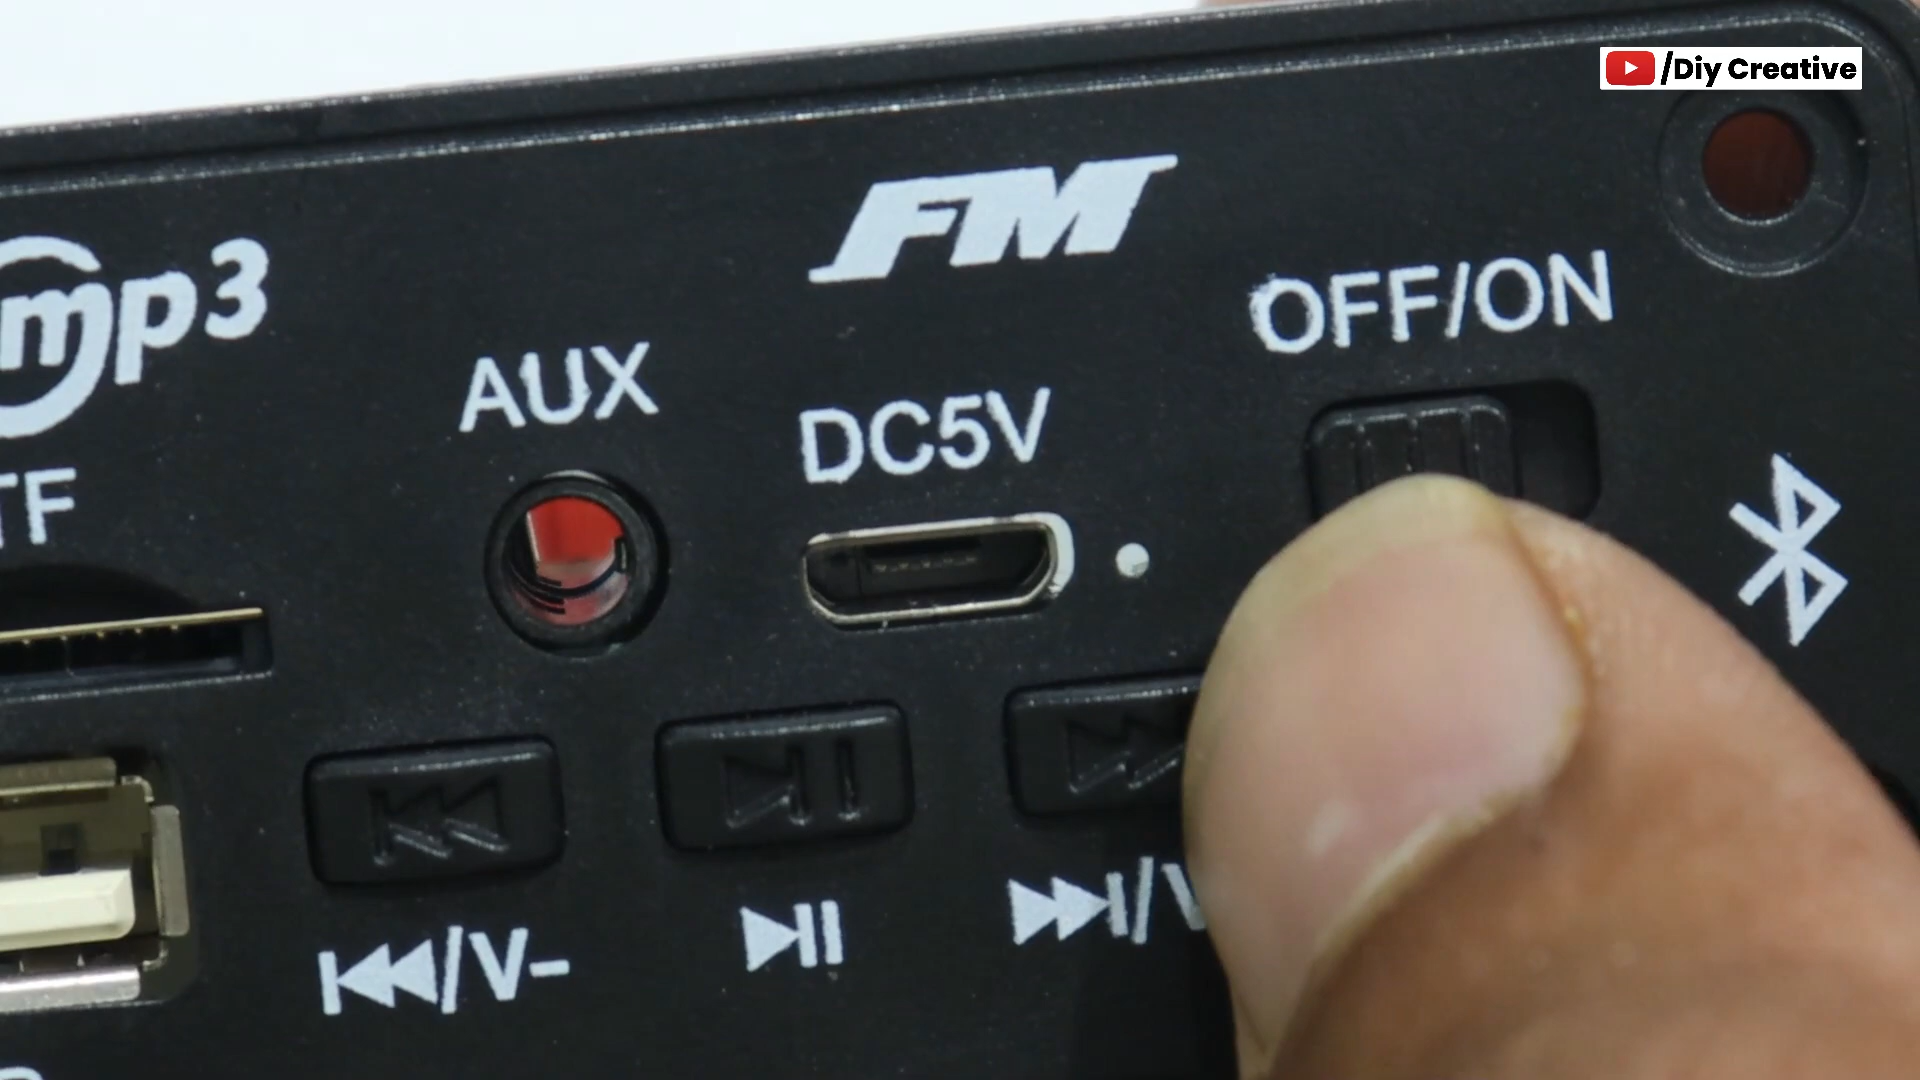 /Diy Creative
FM
mp3
OFF/ON
AUX
DC5V
TF
/V-
/V